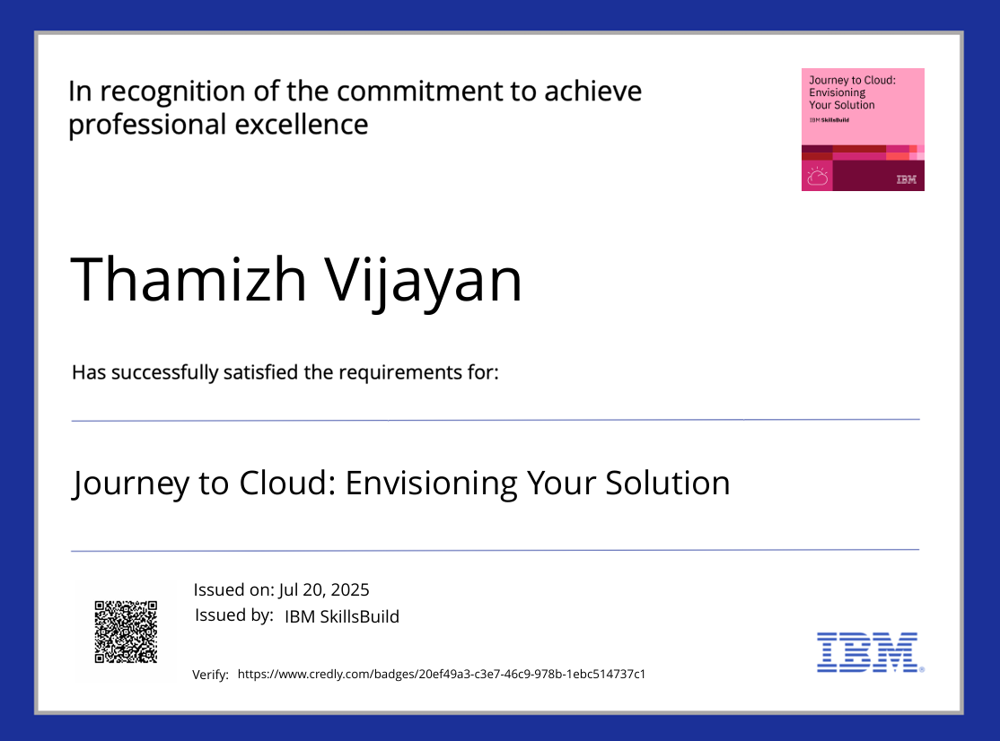 In recognition of the commitment to achieve
professional excellence
Journey to Cloud:
Envisioning
Your Solution
IBM SkillsBuild
IBM
Thamizh Vijayan
Has successfully satisfied the requirements for:
Journey to Cloud: Envisioning Your Solution
Issued on: Jul 20, 2025
Issued by: IBM SkillsBuild
Verify: https://www.credly.com/badges/20ef49a3-c3e7-46c9-978b-1ebc514737c1
IBM®